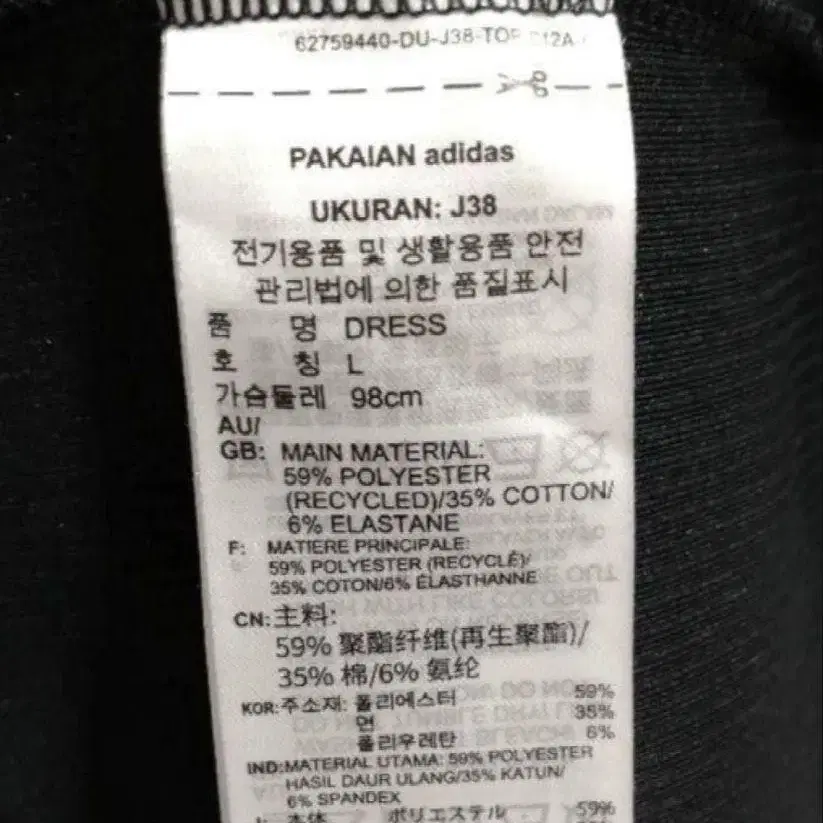 62759440-DU-J38-TOP 12A
PAKAIAN adidas
UKURAN: J38
전기용품 및 생활용품 안전
관리법에 의한 품질표시
품 명 DRESS
호 칭 L
가슴둘레 98cm
AU/
GB: MAIN MATERIAL:
59% POLYESTER
(RECYCLED)/35% COTTON/
6% ELASTANE
F: MATIERE PRINCIPALE:
59% POLYESTER (RECYCLÉ)/
35% COTON/6% ÉLASTHANNE
CN:主料:
59% 聚酯纤维(再生聚酯)/
35% 棉/6% 氨纶
KOR:주소재: 폴리에스터 59%
면 35%
폴리우레탄 6%
IND:MATERIAL UTAMA: 59% POLYESTER
HASIL DAUR ULANG/35% KATUN/
6% SPANDEX
本体 ポリエステル 59%